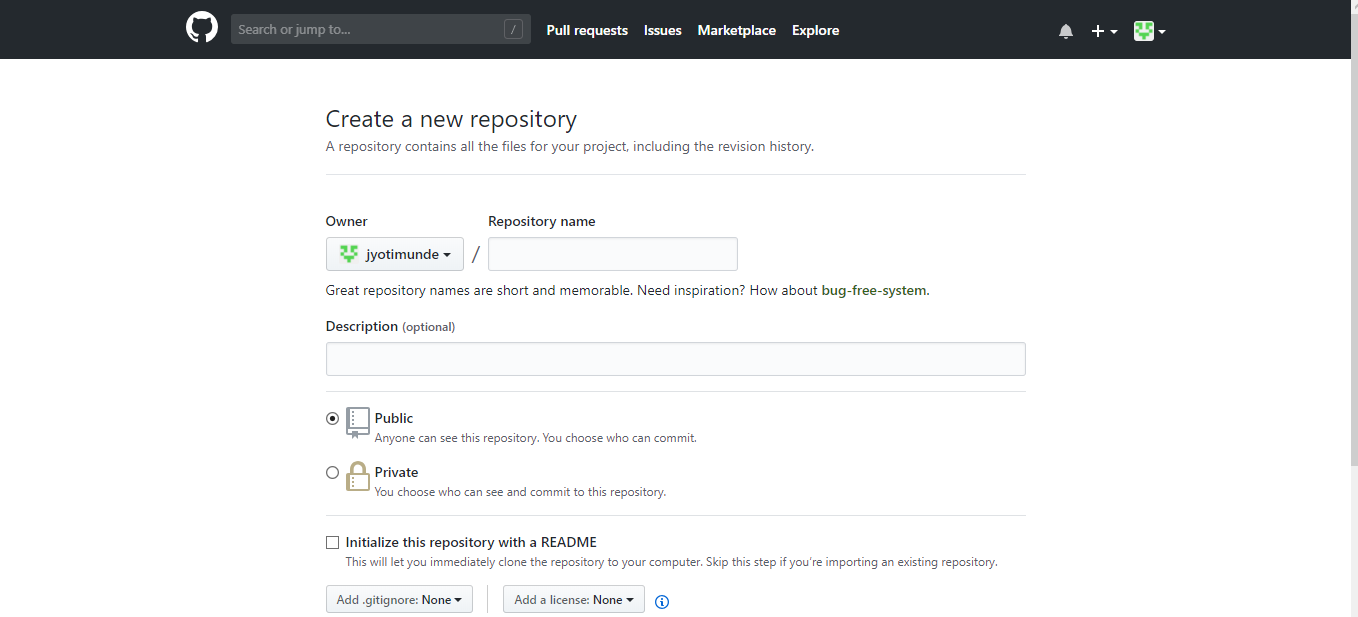 Search or jump to... / Pull requests Issues Marketplace Explore
Create a new repository
A repository contains all the files for your project, including the revision history.
Owner Repository name
jyotimunde /
Great repository names are short and memorable. Need inspiration? How about bug-free-system.
Description (optional)
Public
Anyone can see this repository. You choose who can commit.
Private
You choose who can see and commit to this repository.
Initialize this repository with a README
This will let you immediately clone the repository to your computer. Skip this step if you’re importing an existing repository.
Add .gitignore: None Add a license: None